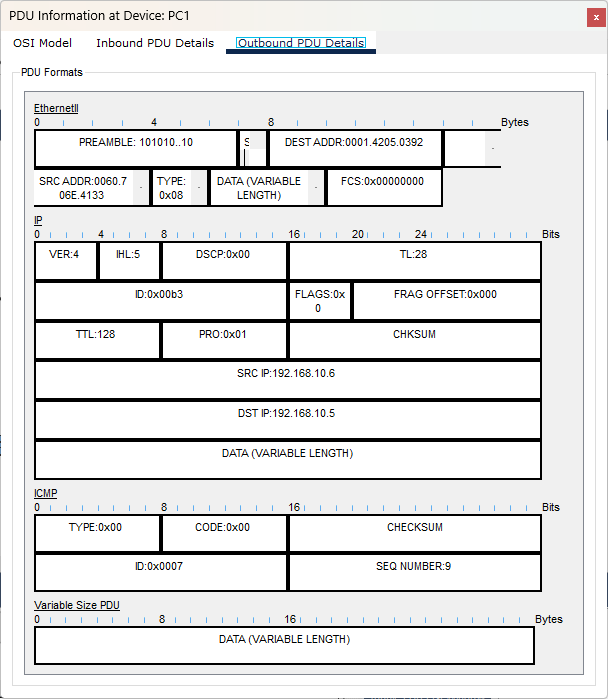 PDU Information at Device: PC1
OSI Model Inbound PDU Details Outbound PDU Details
PDU Formats
EthernetII
0 4 8 Bytes
PREAMBLE: 101010..10 DEST ADDR:0001.4205.0392
SRC ADDR:0060.7 TYPE: DATA (VARIABLE FCS:0x00000000
06E.4133 0x08 LENGTH)
IP
0 4 8 16 20 24 Bits
VER:4 IHL:5 DSCP:0x00 TL:28
ID:0x00b3 FLAGS:0x FRAG OFFSET:0x000
0
TTL:128 PRO:0x01 CHKSUM
SRC IP:192.168.10.6
DST IP:192.168.10.5
DATA (VARIABLE LENGTH)
ICMP
0 8 16 Bits
TYPE:0x00 CODE:0x00 CHECKSUM
ID:0x0007 SEQ NUMBER:9
Variable Size PDU
0 8 16 Bytes
DATA (VARIABLE LENGTH)